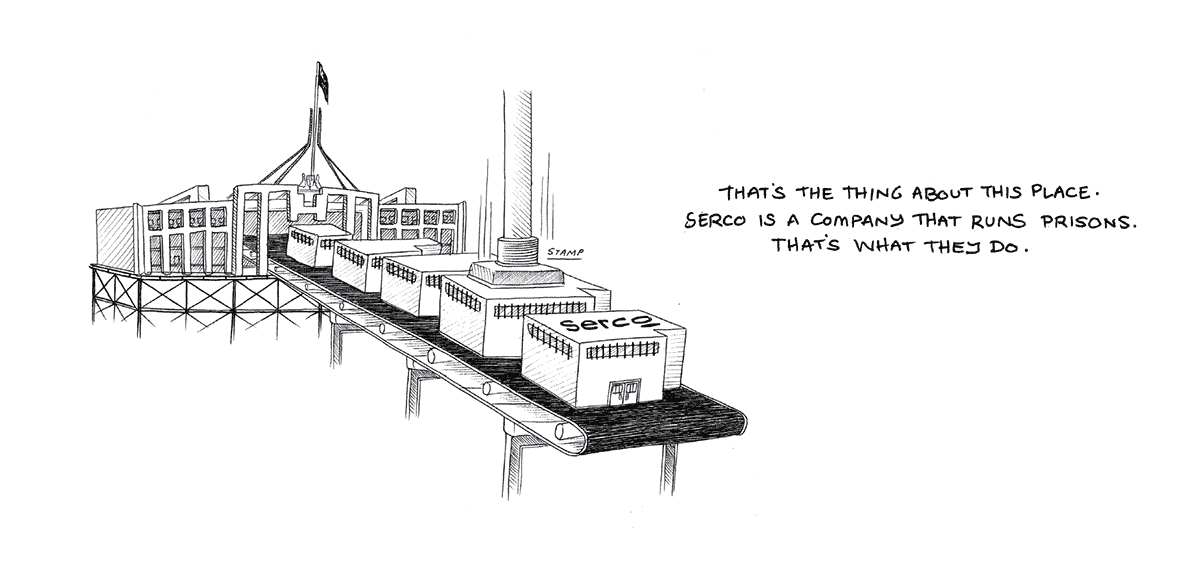 STAMP
serco
THAT'S THE THING ABOUT THIS PLACE.
SERCO IS A COMPANY THAT RUNS PRISONS.
THAT'S WHAT THEY DO.